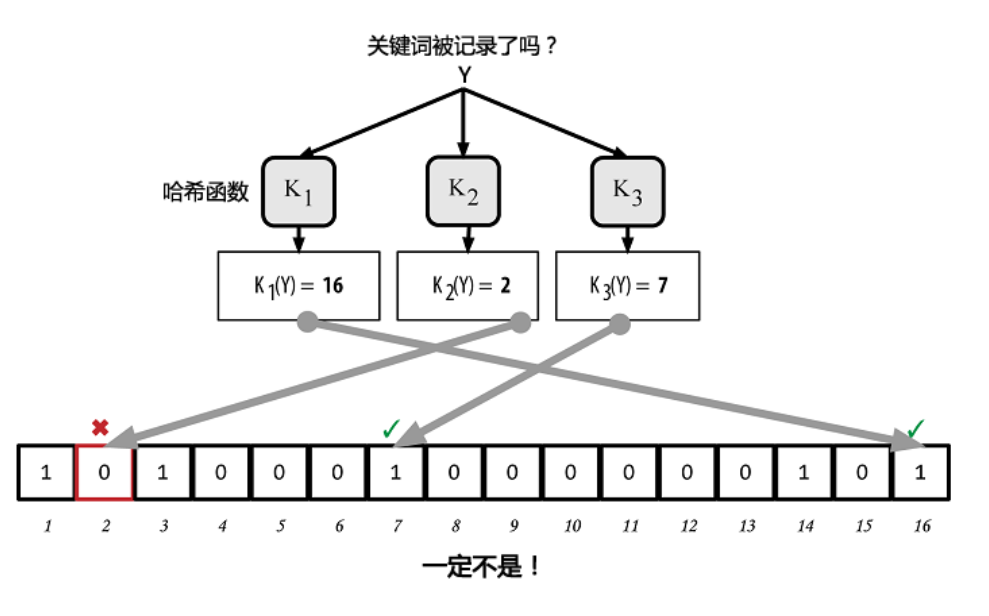 关键词被记录了吗？
Y
哈希函数 K1 K2 K3
K1(Y) = 16 K2(Y) = 2 K3(Y) = 7
✖ ✓ ✓
1 0 1 0 0 0 1 0 0 0 0 0 0 1 0 1
1 2 3 4 5 6 7 8 9 10 11 12 13 14 15 16
一定不是！